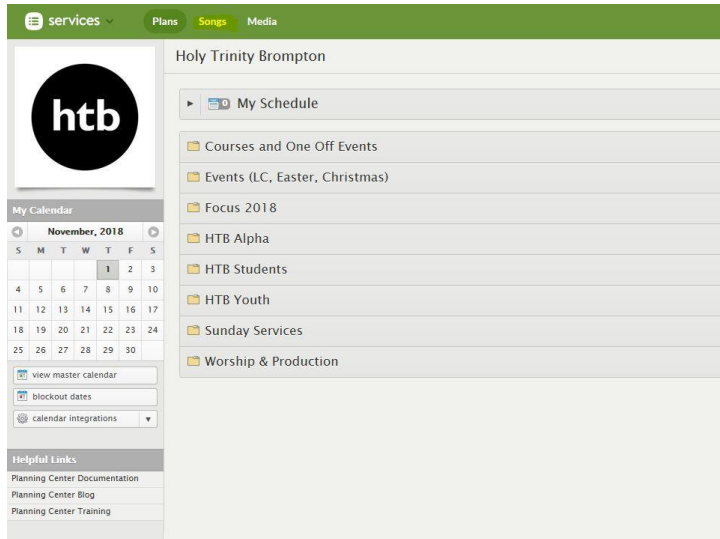 services Plans Songs Media
Holy Trinity Brompton
htb
0 My Schedule
Courses and One Off Events
Events (LC, Easter, Christmas)
Focus 2018
HTB Alpha
HTB Students
HTB Youth
Sunday Services
Worship & Production
My Calendar
November, 2018
S M T W T F S
1 2 3
4 5 6 7 8 9 10
11 12 13 14 15 16 17
18 19 20 21 22 23 24
25 26 27 28 29 30
view master calendar
blockout dates
calendar integrations
Helpful Links
Planning Center Documentation
Planning Center Blog
Planning Center Training